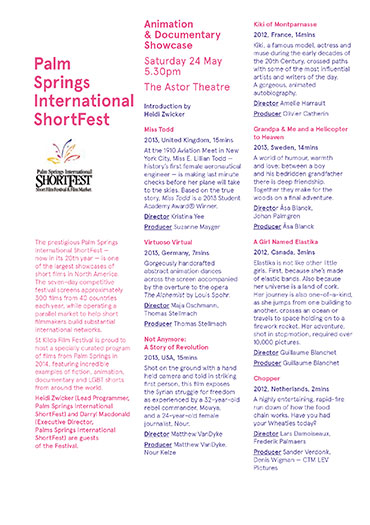 Palm
Springs
International
ShortFest
Palm Springs International
SHORTFEST
Short Film Festival & Film Market
The prestigious Palm Springs
International ShortFest —
now in its 20th year — is one
of the largest showcases of
short films in North America.
The seven-day competitive
festival screens approximately
300 films from 40 countries
each year, while operating a
parallel market to help short
filmmakers build substantial
international networks.
St Kilda Film Festival is proud to
host a specially curated program
of films from Palm Springs in
2014, featuring incredible
examples of fiction, animation,
documentary and LGBT shorts
from around the world.
Heidi Zwicker (Lead Programmer,
Palm Springs International
ShortFest) and Darryl Macdonald
(Executive Director,
Palms Springs International
ShortFest) are guests
of the Festival.
Animation
& Documentary
Showcase
Saturday 24 May
5.30pm
The Astor Theatre
Introduction by
Heidi Zwicker
Miss Todd
2013, United Kingdom, 15mins
At the 1910 Aviation Meet in New
York City, Miss E. Lillian Todd —
history's first female aeronautical
engineer — is making last minute
checks before her plane will take
to the skies. Based on the true
story, Miss Todd is a 2013 Student
Academy Award® Winner.
Director Kristina Yee
Producer Suzanne Mayger
Virtuoso Virtual
2013, Germany, 7mins
Gorgeously handcrafted
abstract animation dances
across the screen accompanied
by the overture to the opera
The Alchemist by Louis Spohr.
Director Maja Oschmann,
Thomas Stellmach
Producer Thomas Stellmach
Not Anymore:
A Story of Revolution
2013, USA, 15mins
Shot on the ground with a hand
held camera and told in striking
first person, this film exposes
the Syrian struggle for freedom
as experienced by a 32-year-old
rebel commander, Mowya,
and a 24-year-old female
journalist, Nour.
Director Matthew VanDyke
Producer Matthew VanDyke,
Nour Kelze
Kiki of Montparnasse
2012, France, 14mins
Kiki, a famous model, actress and
muse during the early decades of
the 20th Century, crossed paths
with some of the most influential
artists and writers of the day.
A gorgeous, animated
autobiography.
Director Amelie Harrault
Producer Olivier Catherin
Grandpa & Me and a Helicopter
to Heaven
2013, Sweden, 14mins
A world of humour, warmth
and love; between a boy
and his bedridden grandfather
there is deep friendship.
Together they make for the
woods on a final adventure.
Director Åsa Blanck,
Johan Palmgren
Producer Åsa Blanck
A Girl Named Elastika
2012, Canada, 3mins
Elastika is not like other little
girls. First, because she's made
of elastic bands. Also because
her universe is a land of cork.
Her journey is also one-of-a-kind,
as she jumps from one building to
another, crosses an ocean or
travels to space holding on to a
firework rocket. Her adventure,
shot in stopmotion, required over
10,000 pictures.
Director Guillaume Blanchet
Producer Guillaume Blanchet
Chopper
2012, Netherlands, 2mins
A highly entertaining, rapid-fire
run down of how the food
chain works. Have you had
your Wheaties today?
Director Lars Damoiseaux,
Frederik Palmaers
Producer Sander Verdonk,
Denis Wigman — CTM LEV
Pictures